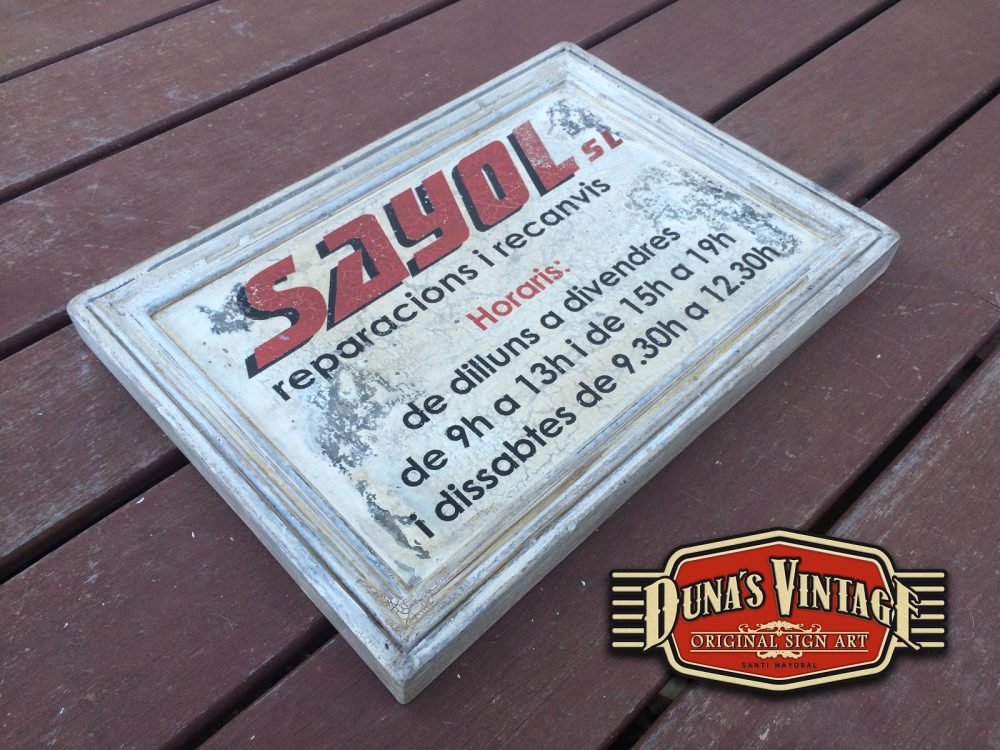 SAYOL SL
reparacions i recanvis
Horaris:
de dilluns a divendres
de 9h a 13h i de 15h a 19h
i dissabtes de 9.30h a 12.30h
DUNA'S VINTAGE
ORIGINAL SIGN ART
SANTI MAYORAL